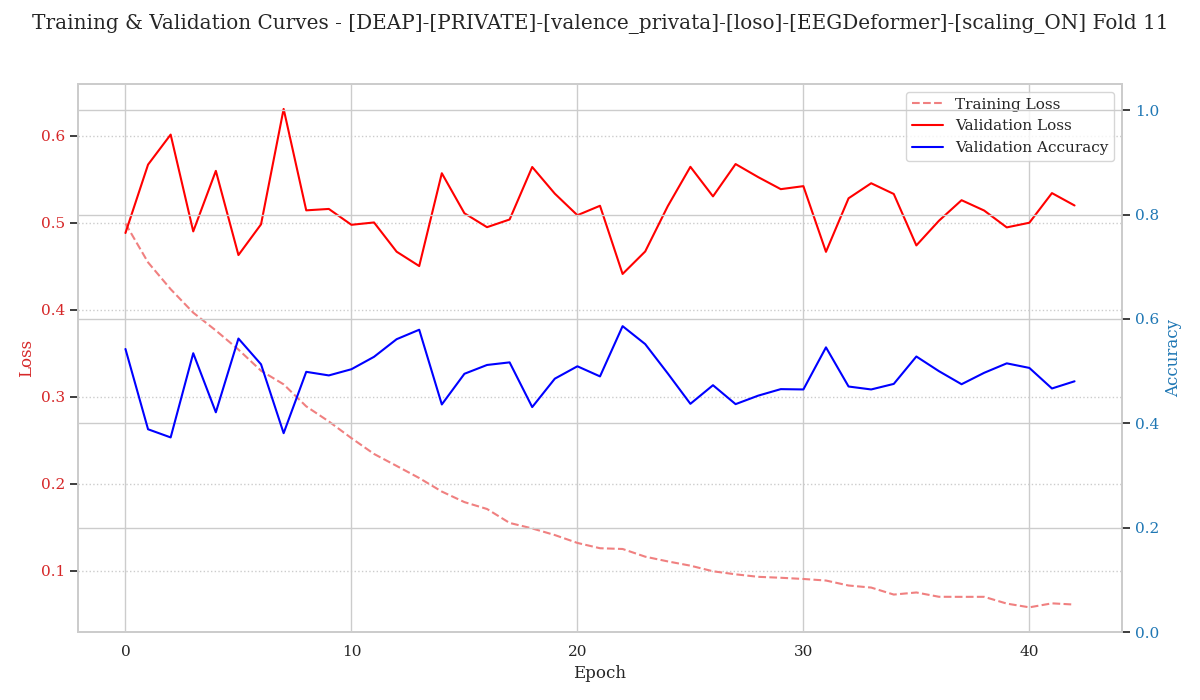 Training & Validation Curves - [DEAP]-[PRIVATE]-[valence_privata]-[loso]-[EEGDeformer]-[scaling_ON] Fold 11
Training Loss
Validation Loss
Validation Accuracy
0.6
0.5
0.4
0.3
0.2
0.1
Loss
1.0
0.8
0.6
0.4
0.2
0.0
Accuracy
0
10
20
30
40
Epoch